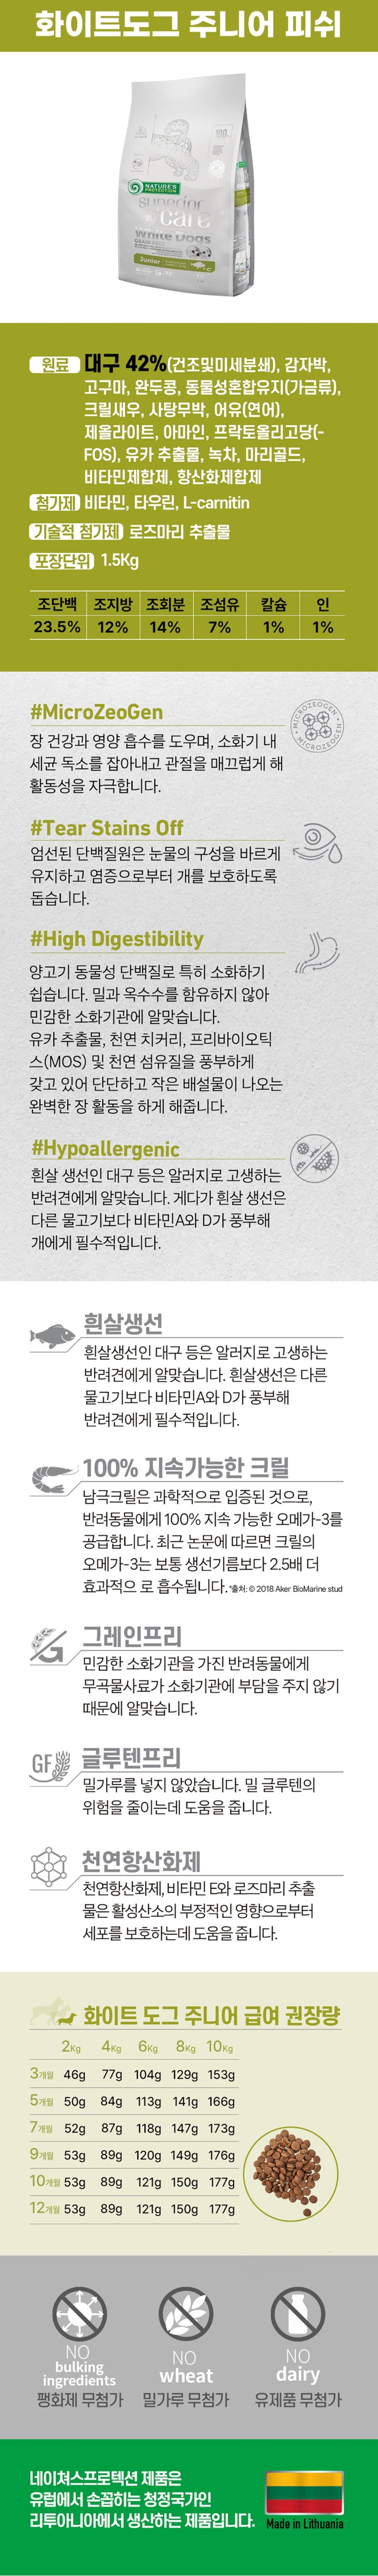 화이트도그 주니어 피쉬
100%
NATURE'S
PROTECTION
superior
care
White Dogs
GRAIN FREE
Junior
원료 대구 42%(건조및미세분쇄), 감자박,
고구마, 완두콩, 동물성혼합유지(가금류),
크릴새우, 사탕무박, 어유(연어),
제올라이트, 아마인, 프락토올리고당(-
FOS), 유카 추출물, 녹차, 마리골드,
비타민제합제, 항산화제합제
첨가제 비타민, 타우린, L-carnitin
기술적 첨가제 로즈마리 추출물
포장단위 1.5Kg
조단백 조지방 조회분 조섬유 칼슘 인
23.5% 12% 14% 7% 1% 1%
#MicroZeoGen
MICROZEOGEN • MICROZEOGEN •
장 건강과 영양 흡수를 도우며, 소화기 내
세균 독소를 잡아내고 관절을 매끄럽게 해
활동성을 자극합니다.
#Tear Stains Off
엄선된 단백질원은 눈물의 구성을 바르게
유지하고 염증으로부터 개를 보호하도록
돕습니다.
#High Digestibility
양고기 동물성 단백질로 특히 소화하기
쉽습니다. 밀과 옥수수를 함유하지 않아
민감한 소화기관에 알맞습니다.
유카 추출물, 천연 치커리, 프리바이오틱
스(MOS) 및 천연 섬유질을 풍부하게
갖고 있어 단단하고 작은 배설물이 나오는
완벽한 장 활동을 하게 해줍니다.
#Hypoallergenic
흰살 생선인 대구 등은 알러지로 고생하는
반려견에게 알맞습니다. 게다가 흰살 생선은
다른 물고기보다 비타민A와 D가 풍부해
개에게 필수적입니다.
흰살생선
흰살생선인 대구 등은 알러지로 고생하는
반려견에게 알맞습니다. 흰살생선은 다른
물고기보다 비타민A와 D가 풍부해
반려견에게 필수적입니다.
100% 지속가능한 크릴
남극크릴은 과학적으로 입증된 것으로,
반려동물에게 100% 지속 가능한 오메가-3를
공급합니다. 최근 논문에 따르면 크릴의
오메가-3는 보통 생선기름보다 2.5배 더
효과적으 로 흡수됩니다. *출처: © 2018 Aker BioMarine stud
그레인프리
민감한 소화기관을 가진 반려동물에게
무곡물사료가 소화기관에 부담을 주지 않기
때문에 알맞습니다.
GF
글루텐프리
밀가루를 넣지 않았습니다. 밀 글루텐의
위험을 줄이는데 도움을 줍니다.
천연항산화제
천연항산화제, 비타민 E와 로즈마리 추출
물은 활성산소의 부정적인 영향으로부터
세포를 보호하는데 도움을 줍니다.
화이트 도그 주니어 급여 권장량
2Kg 4Kg 6Kg 8Kg 10Kg
3개월 46g 77g 104g 129g 153g
5개월 50g 84g 113g 141g 166g
7개월 52g 87g 118g 147g 173g
9개월 53g 89g 120g 149g 176g
10개월 53g 89g 121g 150g 177g
12개월 53g 89g 121g 150g 177g
NO
bulking
ingredients
팽화제 무첨가
NO
wheat
밀가루 무첨가
NO
dairy
유제품 무첨가
네이쳐스프로텍션 제품은
유럽에서 손꼽히는 청정국가인
리투아니아에서 생산하는 제품입니다.
Made in Lithuania